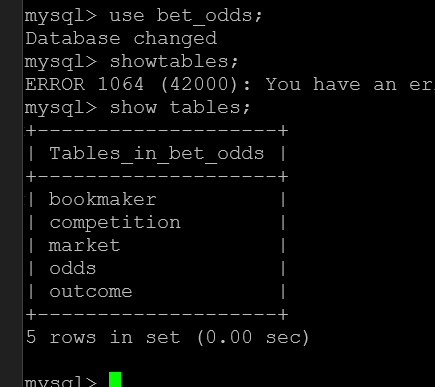 mysql> use bet_odds;
Database changed
mysql> showtables;
ERROR 1064 (42000): You have an er
mysql> show tables;
+--------------------+
| Tables_in_bet_odds |
+--------------------+
| bookmaker          |
| competition        |
| market             |
| odds               |
| outcome            |
+--------------------+
5 rows in set (0.00 sec)
mysql>